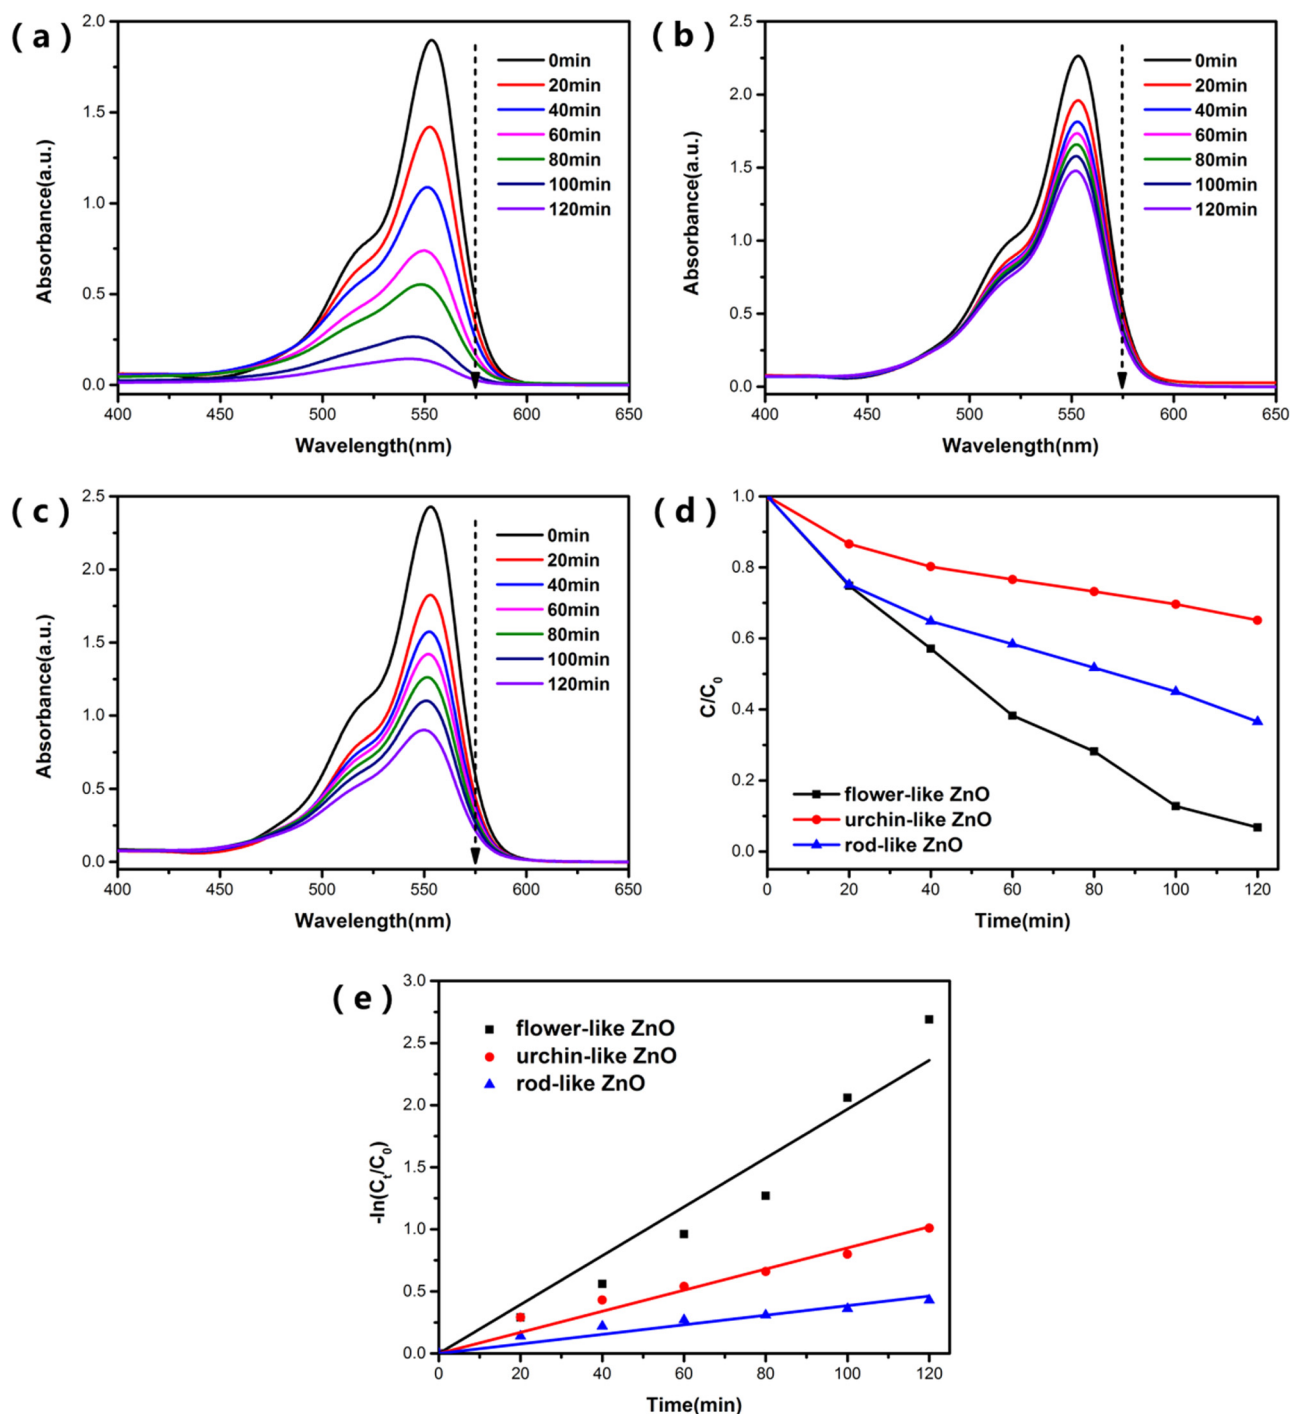 ( a )
2.0
1.5
1.0
0.5
0.0
Absorbance(a.u.)
0min
20min
40min
60min
80min
100min
120min
400 450 500 550 600 650
Wavelength(nm)
( b )
2.5
2.0
1.5
1.0
0.5
0.0
Absorbance(a.u.)
0min
20min
40min
60min
80min
100min
120min
400 450 500 550 600 650
Wavelength(nm)
( c )
2.5
2.0
1.5
1.0
0.5
0.0
Absorbance(a.u.)
0min
20min
40min
60min
80min
100min
120min
400 450 500 550 600 650
Wavelength(nm)
( d )
1.0
0.8
0.6
0.4
0.2
0.0
C/C0
flower-like ZnO
urchin-like ZnO
rod-like ZnO
0 20 40 60 80 100 120
Time(min)
( e )
3.0
2.5
2.0
1.5
1.0
0.5
0.0
-ln(Ct/C0)
flower-like ZnO
urchin-like ZnO
rod-like ZnO
0 20 40 60 80 100 120
Time(min)